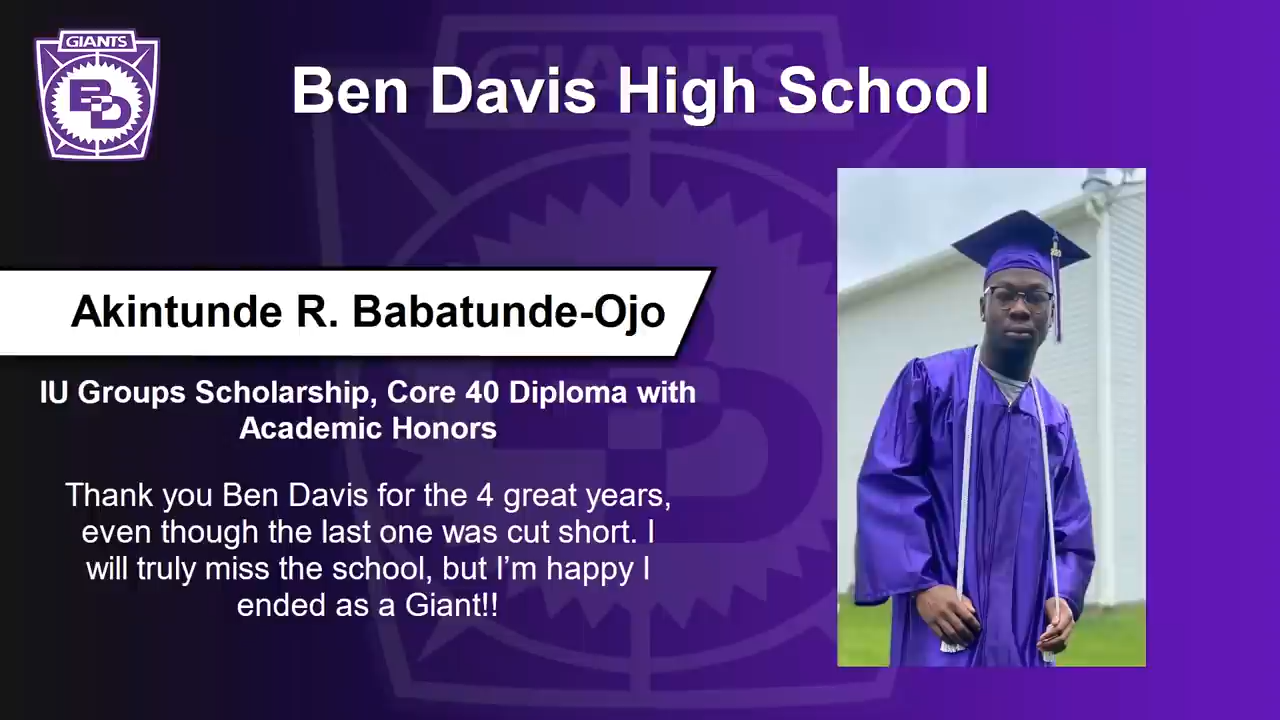 GIANTS
BD
Ben Davis High School
GIANTS
BD
Akintunde R. Babatunde-Ojo
IU Groups Scholarship, Core 40 Diploma with
Academic Honors
Thank you Ben Davis for the 4 great years,
even though the last one was cut short. I
will truly miss the school, but I’m happy I
ended as a Giant!!